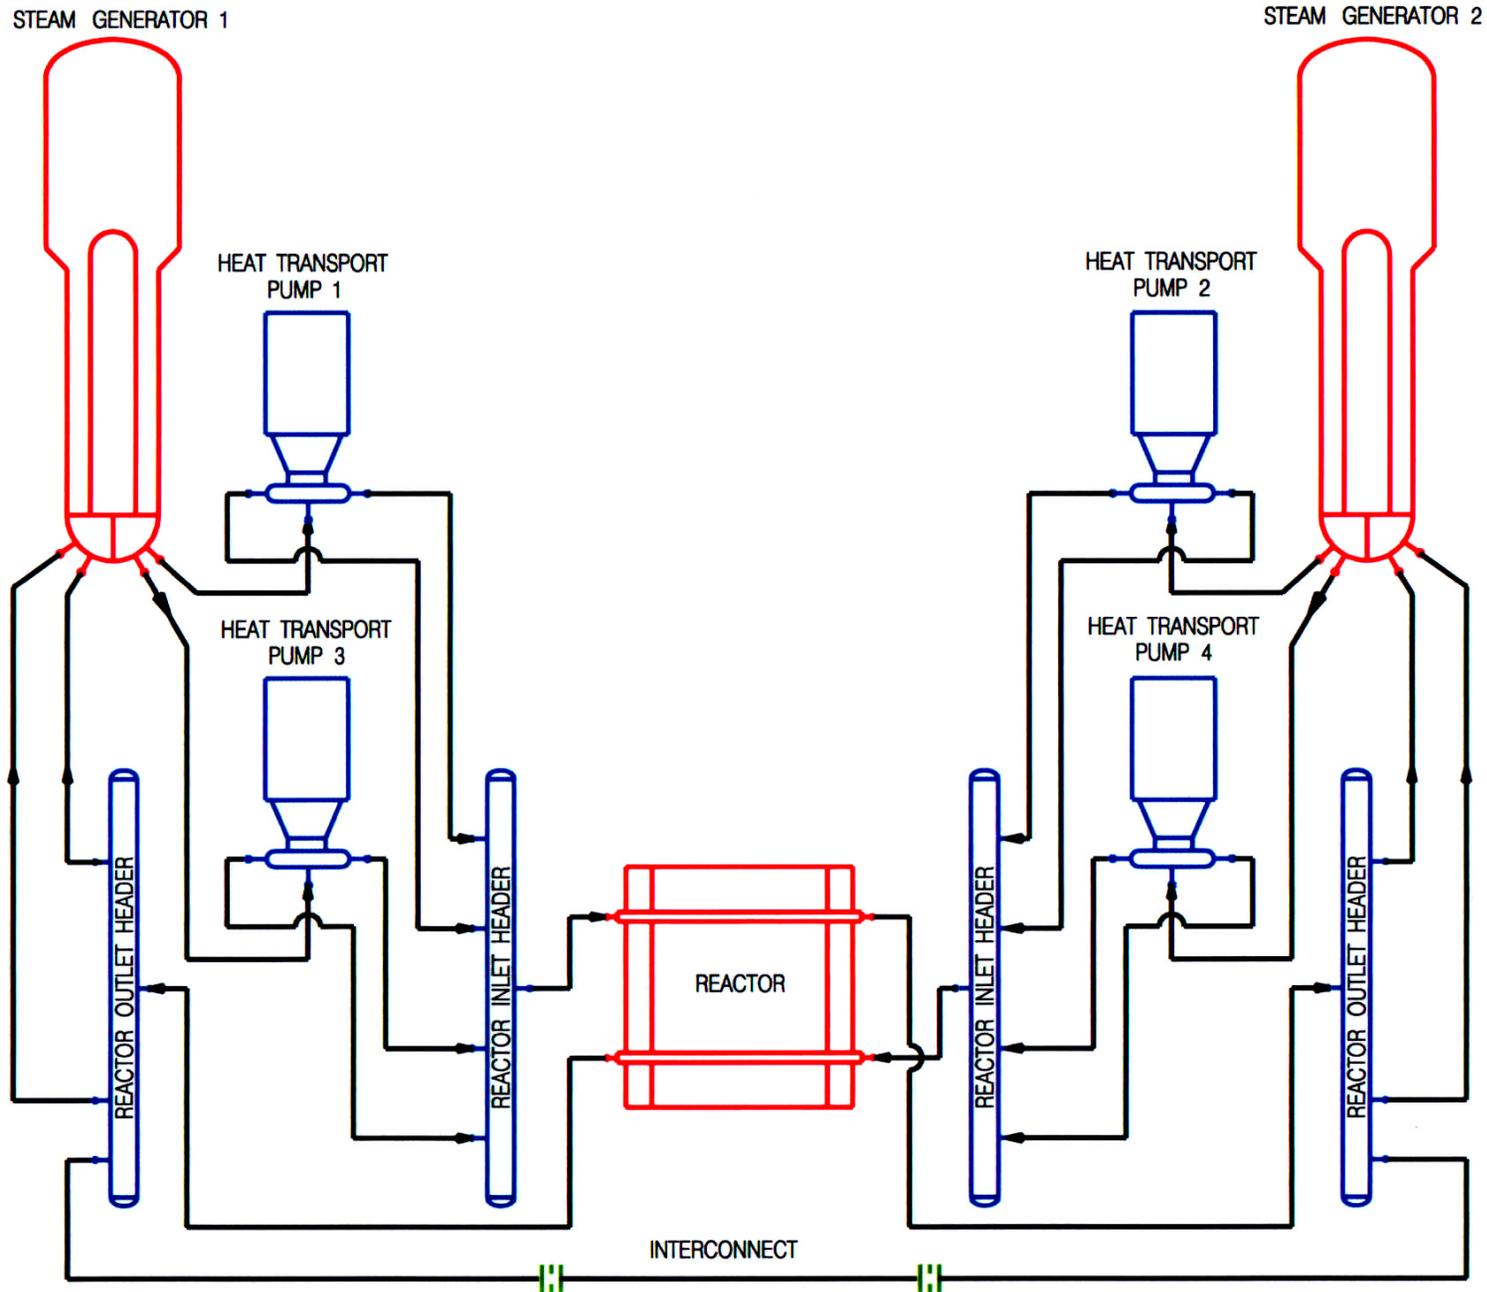 STEAM GENERATOR 1
STEAM GENERATOR 2
HEAT TRANSPORT
PUMP 1
HEAT TRANSPORT
PUMP 2
HEAT TRANSPORT
PUMP 3
HEAT TRANSPORT
PUMP 4
REACTOR OUTLET HEADER
REACTOR INLET HEADER
REACTOR
REACTOR INLET HEADER
REACTOR OUTLET HEADER
INTERCONNECT